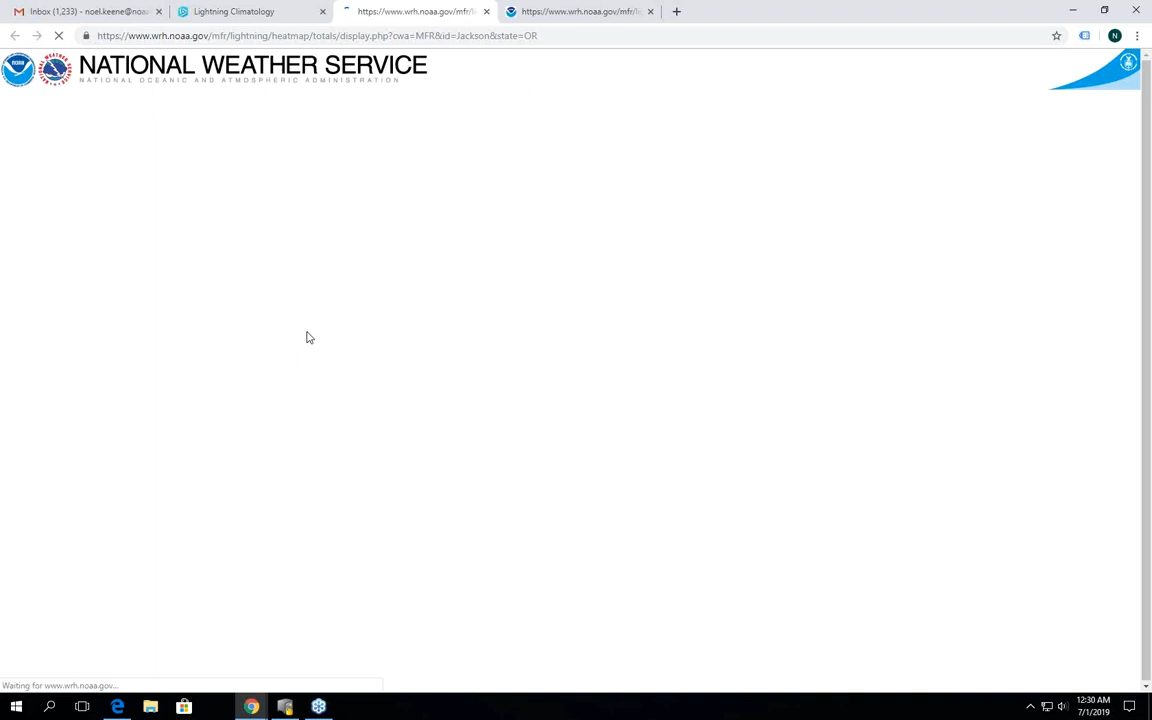 Inbox (1,233) - noel.keene@noa
Lightning Climatology
https://www.wrh.noaa.gov/mfr/li
https://www.wrh.noaa.gov/mfr/li
https://www.wrh.noaa.gov/mfr/lightning/heatmap/totals/display.php?cwa=MFR&id=Jackson&state=OR
N
NOAA
NATIONAL WEATHER SERVICE
NATIONAL OCEANIC AND ATMOSPHERIC ADMINISTRATION
Waiting for www.wrh.noaa.gov...
12:30 AM
7/1/2019